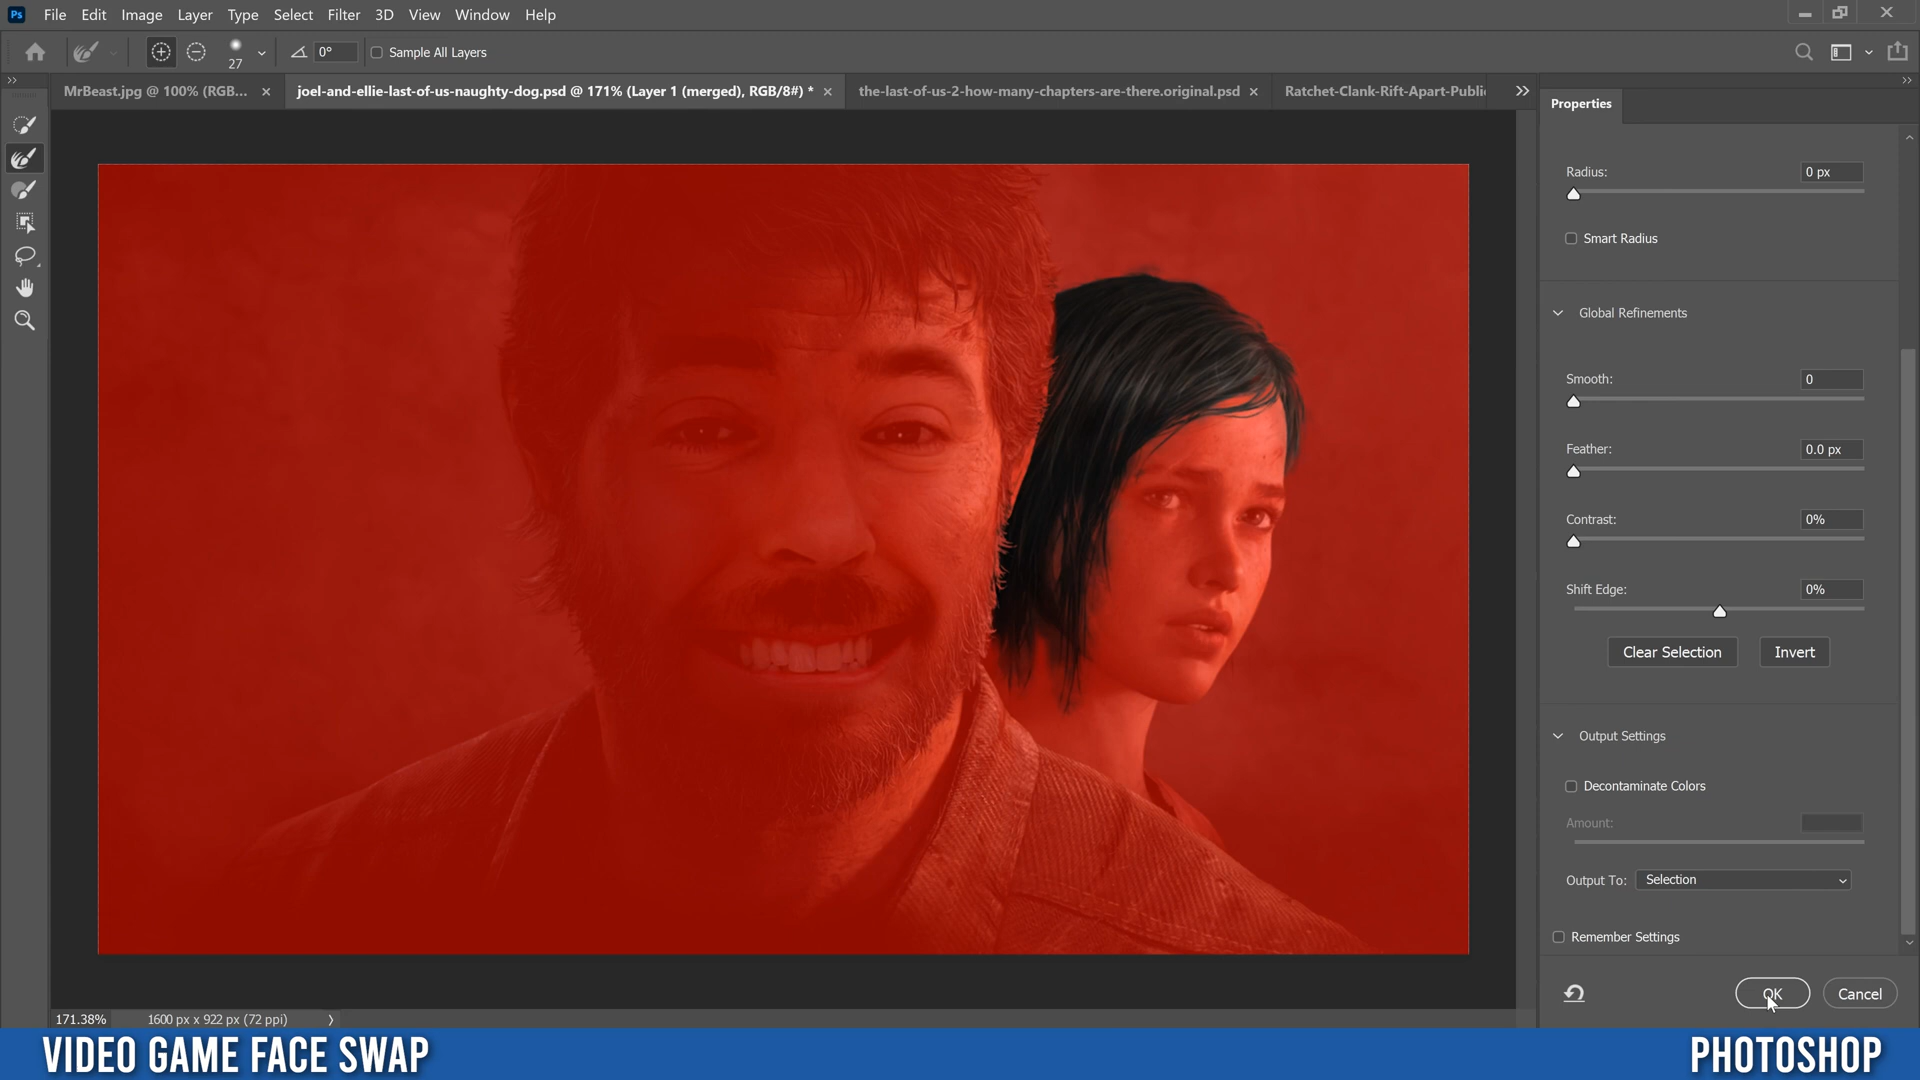 Ps File Edit Image Layer Type Select Filter 3D View Window Help
27 0° Sample All Layers
MrBeast.jpg @ 100% (RGB... × joel-and-ellie-last-of-us-naughty-dog.psd @ 171% (Layer 1 (merged), RGB/8#) * × the-last-of-us-2-how-many-chapters-are-there.original.psd × Ratchet-Clank-Rift-Apart-Publi
Properties
Radius: 0 px
Smart Radius
Global Refinements
Smooth: 0
Feather: 0.0 px
Contrast: 0%
Shift Edge: 0%
Clear Selection Invert
Output Settings
Decontaminate Colors
Amount:
Output To: Selection
Remember Settings
OK Cancel
171.38% 1600 px x 922 px (72 ppi)
VIDEO GAME FACE SWAP PHOTOSHOP